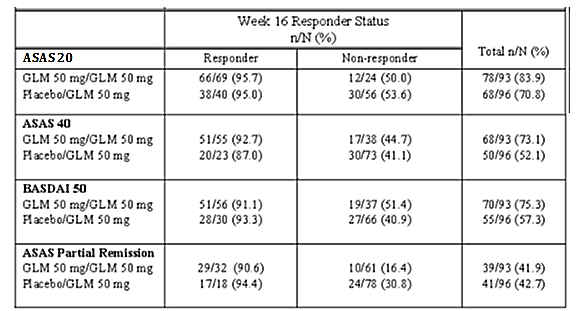 Week 16 Responder Status
n/N (%)
ASAS 20 Responder Non-responder Total n/N (%)
GLM 50 mg/GLM 50 mg 66/69 (95.7) 12/24 (50.0) 78/93 (83.9)
Placebo/GLM 50 mg 38/40 (95.0) 30/56 (53.6) 68/96 (70.8)
ASAS 40
GLM 50 mg/GLM 50 mg 51/55 (92.7) 17/38 (44.7) 68/93 (73.1)
Placebo/GLM 50 mg 20/23 (87.0) 30/73 (41.1) 50/96 (52.1)
BASDAI 50
GLM 50 mg/GLM 50 mg 51/56 (91.1) 19/37 (51.4) 70/93 (75.3)
Placebo/GLM 50 mg 28/30 (93.3) 27/66 (40.9) 55/96 (57.3)
ASAS Partial Remission
GLM 50 mg/GLM 50 mg 29/32 (90.6) 10/61 (16.4) 39/93 (41.9)
Placebo/GLM 50 mg 17/18 (94.4) 24/78 (30.8) 41/96 (42.7)